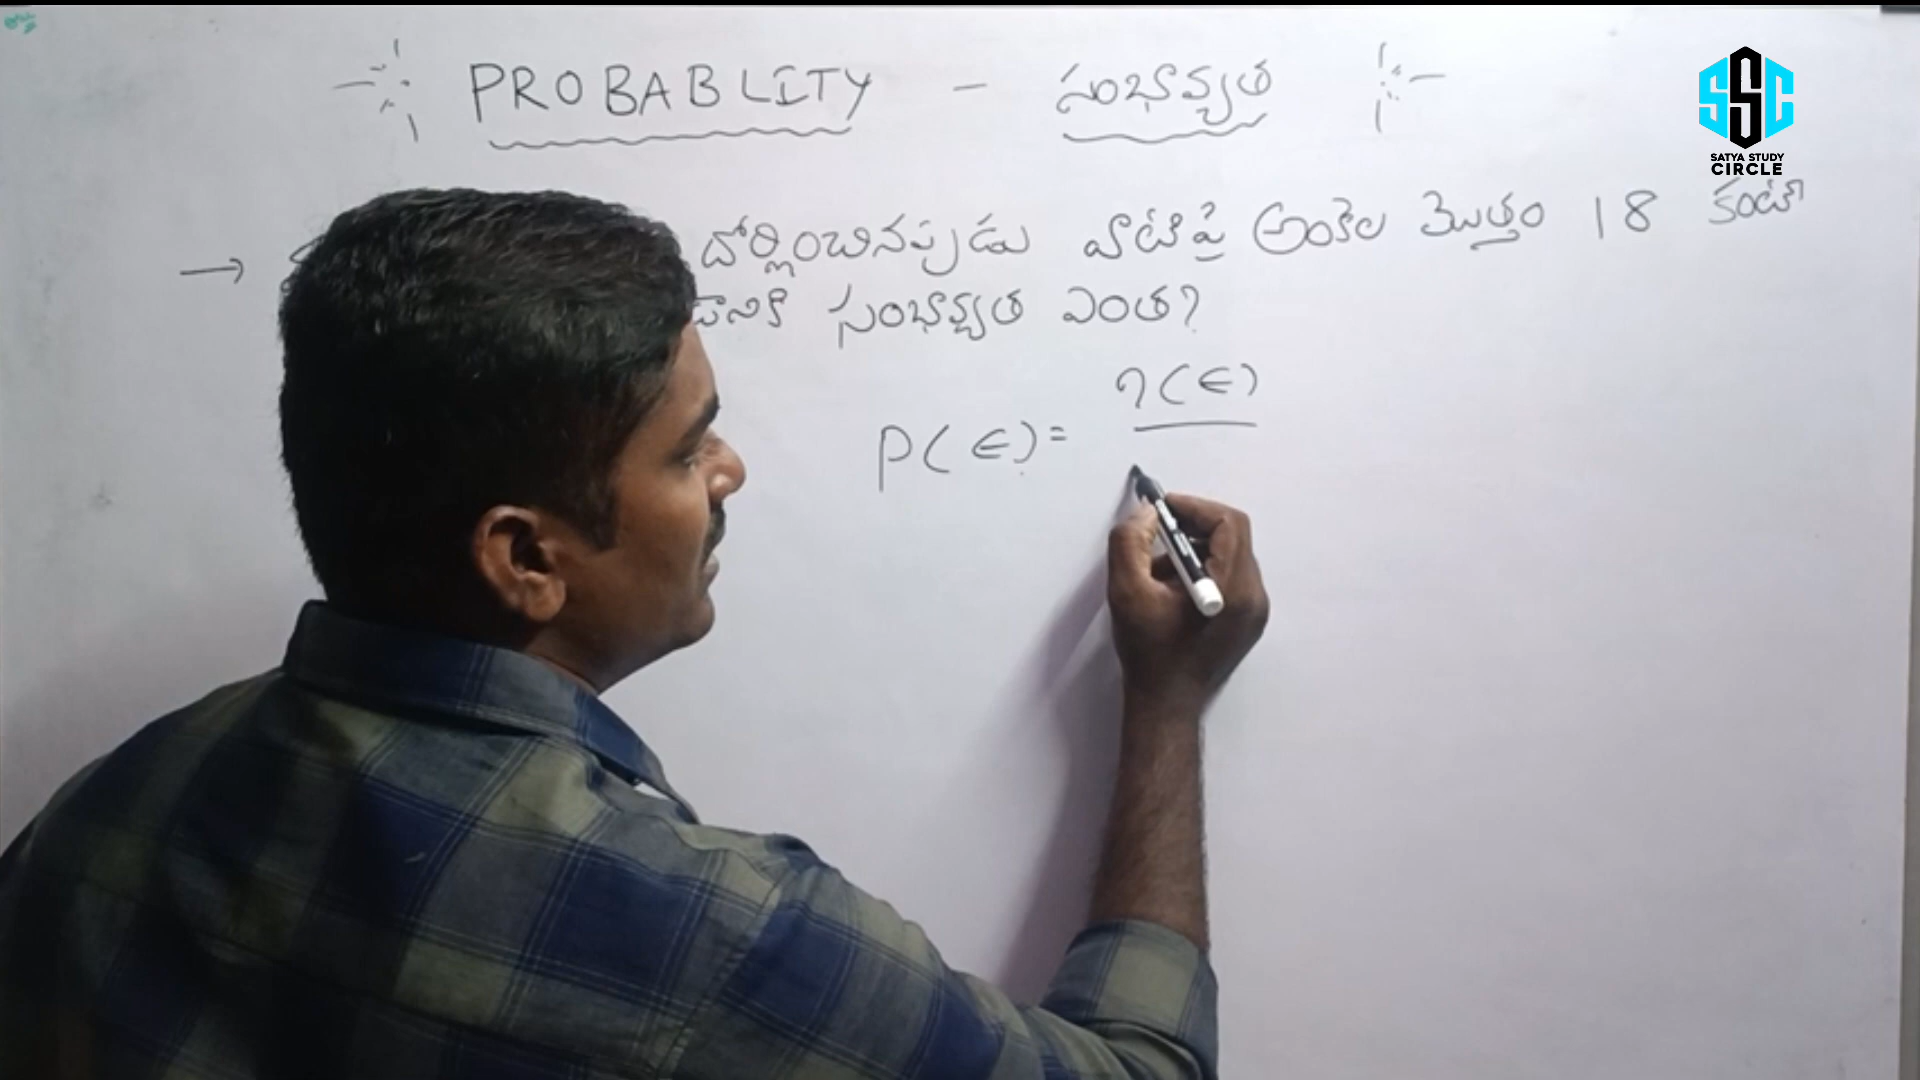 PROBABLITY - సంభావ్యత
SSC
SATYA STUDY
CIRCLE
→ దోర్లించినప్పుడు వాటిపై అంకెల మొత్తం 18 కంటే
డానికి సంభావ్యత ఎంత?
P(E)= n(E)